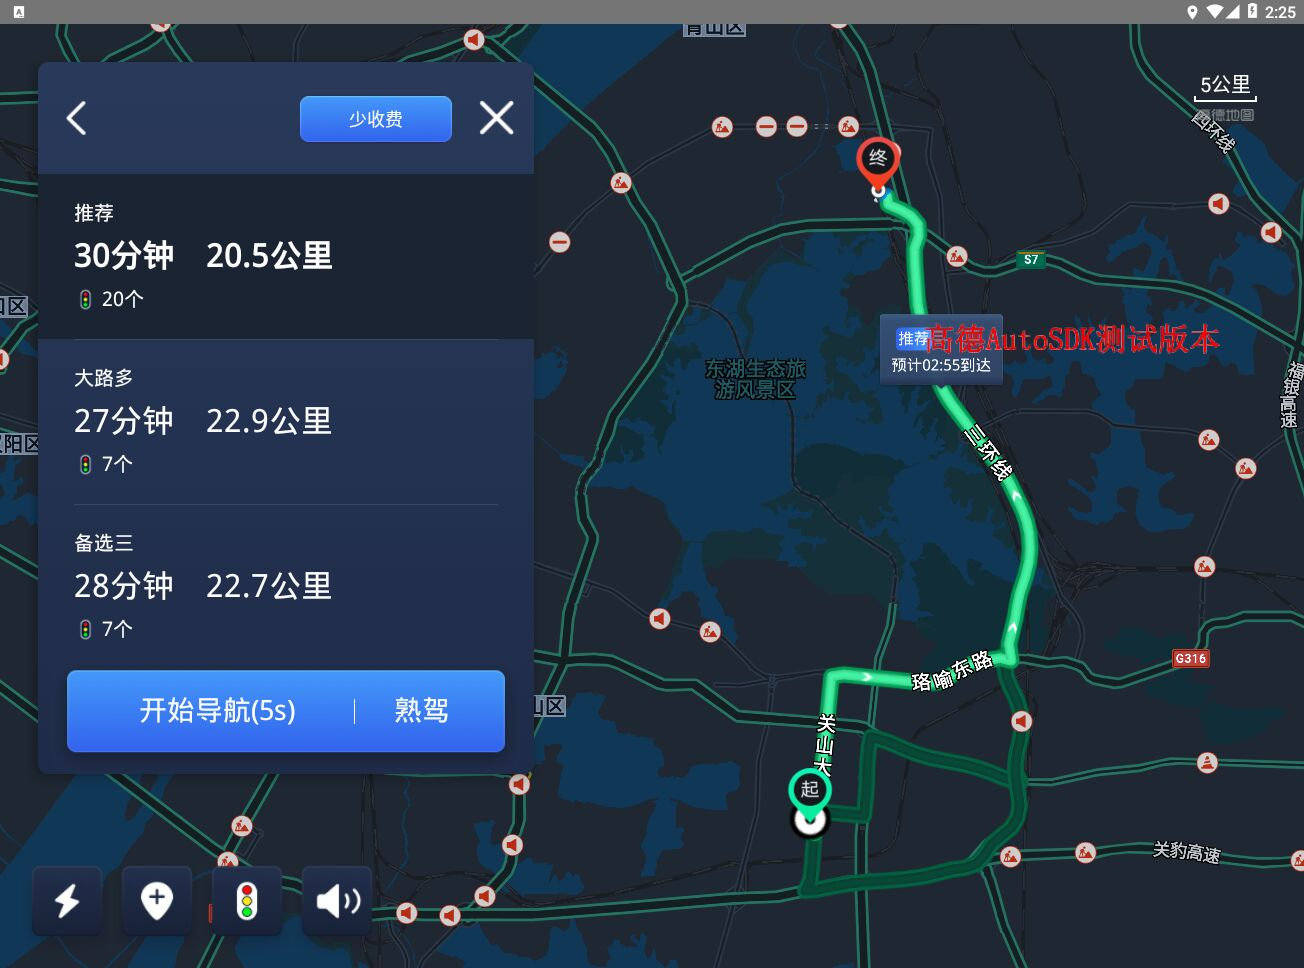 2:25
少收费
推荐
30分钟 20.5公里
20个
大路多
27分钟 22.9公里
7个
备选三
28分钟 22.7公里
7个
开始导航(5s) 熟驾
青山区
5公里
高德地图
四环线
终
S7
推荐
高德AutoSDK测试版本
预计02:55到达
东湖生态旅
游风景区
福银高速
三环线
G316
珞喻东路
关山大
起
关豹高速
口区
阳区
山区